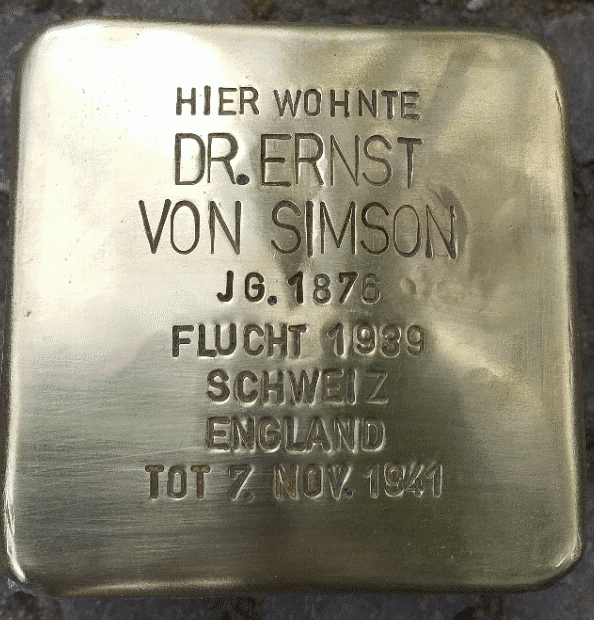 HIER WOHNTE
DR. ERNST
VON SIMSON
JG. 1876
FLUCHT 1939
SCHWEIZ
ENGLAND
TOT 7. NOV. 1941